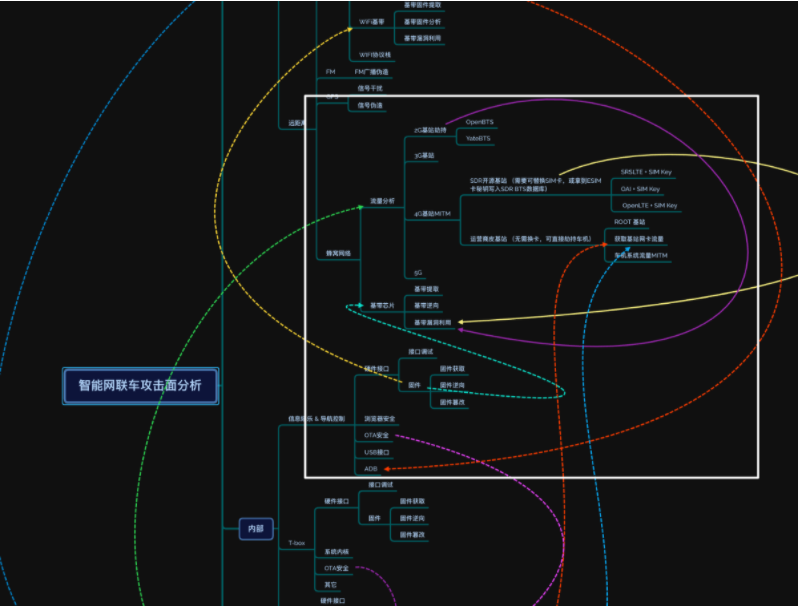 基带固件提取
WiFi基带
基带固件分析
基带漏洞利用
WIFI协议栈
FM
FM广播伪造
信号干扰
GPS
信号伪造
远距离
2G基站劫持
OpenBTS
YateBTS
3G基站
流量分析
SDR开源基站（需要可替换SIM卡，或拿到ESIM
卡秘钥写入SDR BTS数据库）
SRSLTE + SIM Key
OAI + SIM Key
OpenLTE + SIM Key
4G基站MITM
ROOT 基站
运营商皮基站（无需换卡，可直接劫持车机）
获取基站网卡流量
车机系统流量MITM
蜂窝网络
5G
基带提取
基带芯片
基带逆向
基带漏洞利用
接口调试
硬件接口
固件获取
固件
固件逆向
固件篡改
智能网联车攻击面分析
信息娱乐 & 导航控制
浏览器安全
OTA安全
USB接口
ADB
接口调试
硬件接口
固件获取
固件
固件逆向
固件篡改
内部
T-box
系统内核
OTA安全
其它
硬件接口